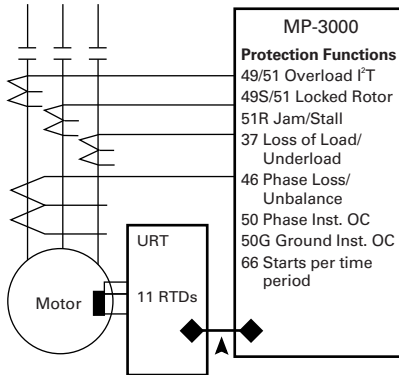 MP-3000
Protection Functions
49/51 Overload I²T
49S/51 Locked Rotor
51R Jam/Stall
37 Loss of Load/
Underload
46 Phase Loss/
Unbalance
50 Phase Inst. OC
50G Ground Inst. OC
66 Starts per time
period
URT
11 RTDs
Motor